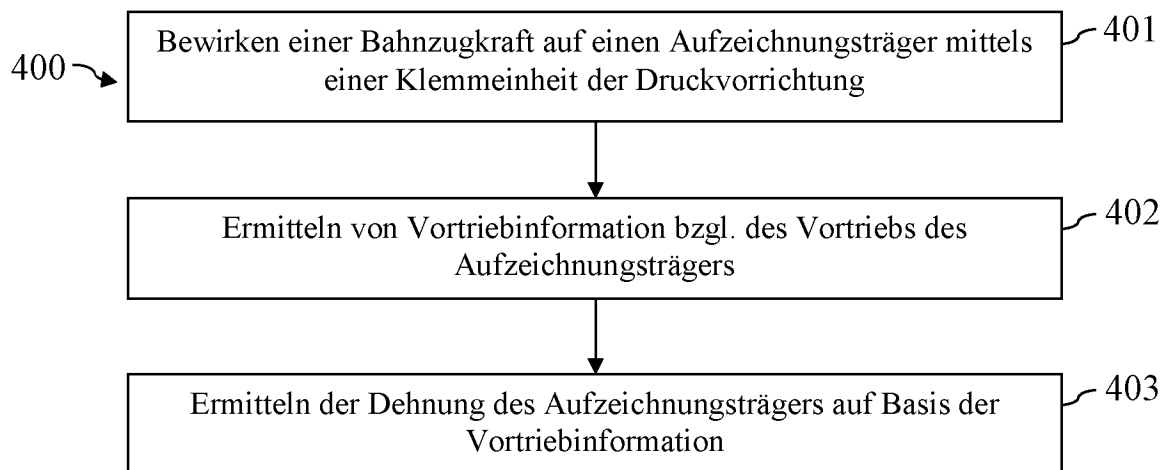 400
Bewirken einer Bahnzugkraft auf einen Aufzeichnungsträger mittels
einer Klemmeinheit der Druckvorrichtung
401
Ermitteln von Vortriebinformation bzgl. des Vortriebs des
Aufzeichnungsträgers
402
Ermitteln der Dehnung des Aufzeichnungsträgers auf Basis der
Vortriebinformation
403